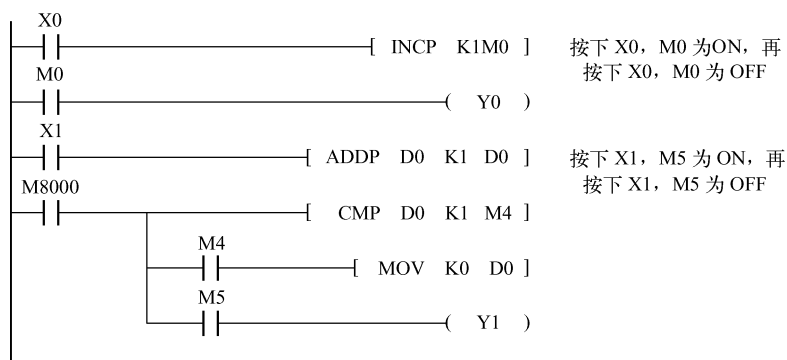 X0
[ INCP K1M0 ] 按下 X0，M0 为ON，再
M0 按下 X0，M0 为 OFF
( Y0 )
X1
[ ADDP D0 K1 D0 ] 按下 X1，M5 为 ON，再
M8000 按下 X1，M5 为 OFF
[ CMP D0 K1 M4 ]
M4
[ MOV K0 D0 ]
M5
( Y1 )